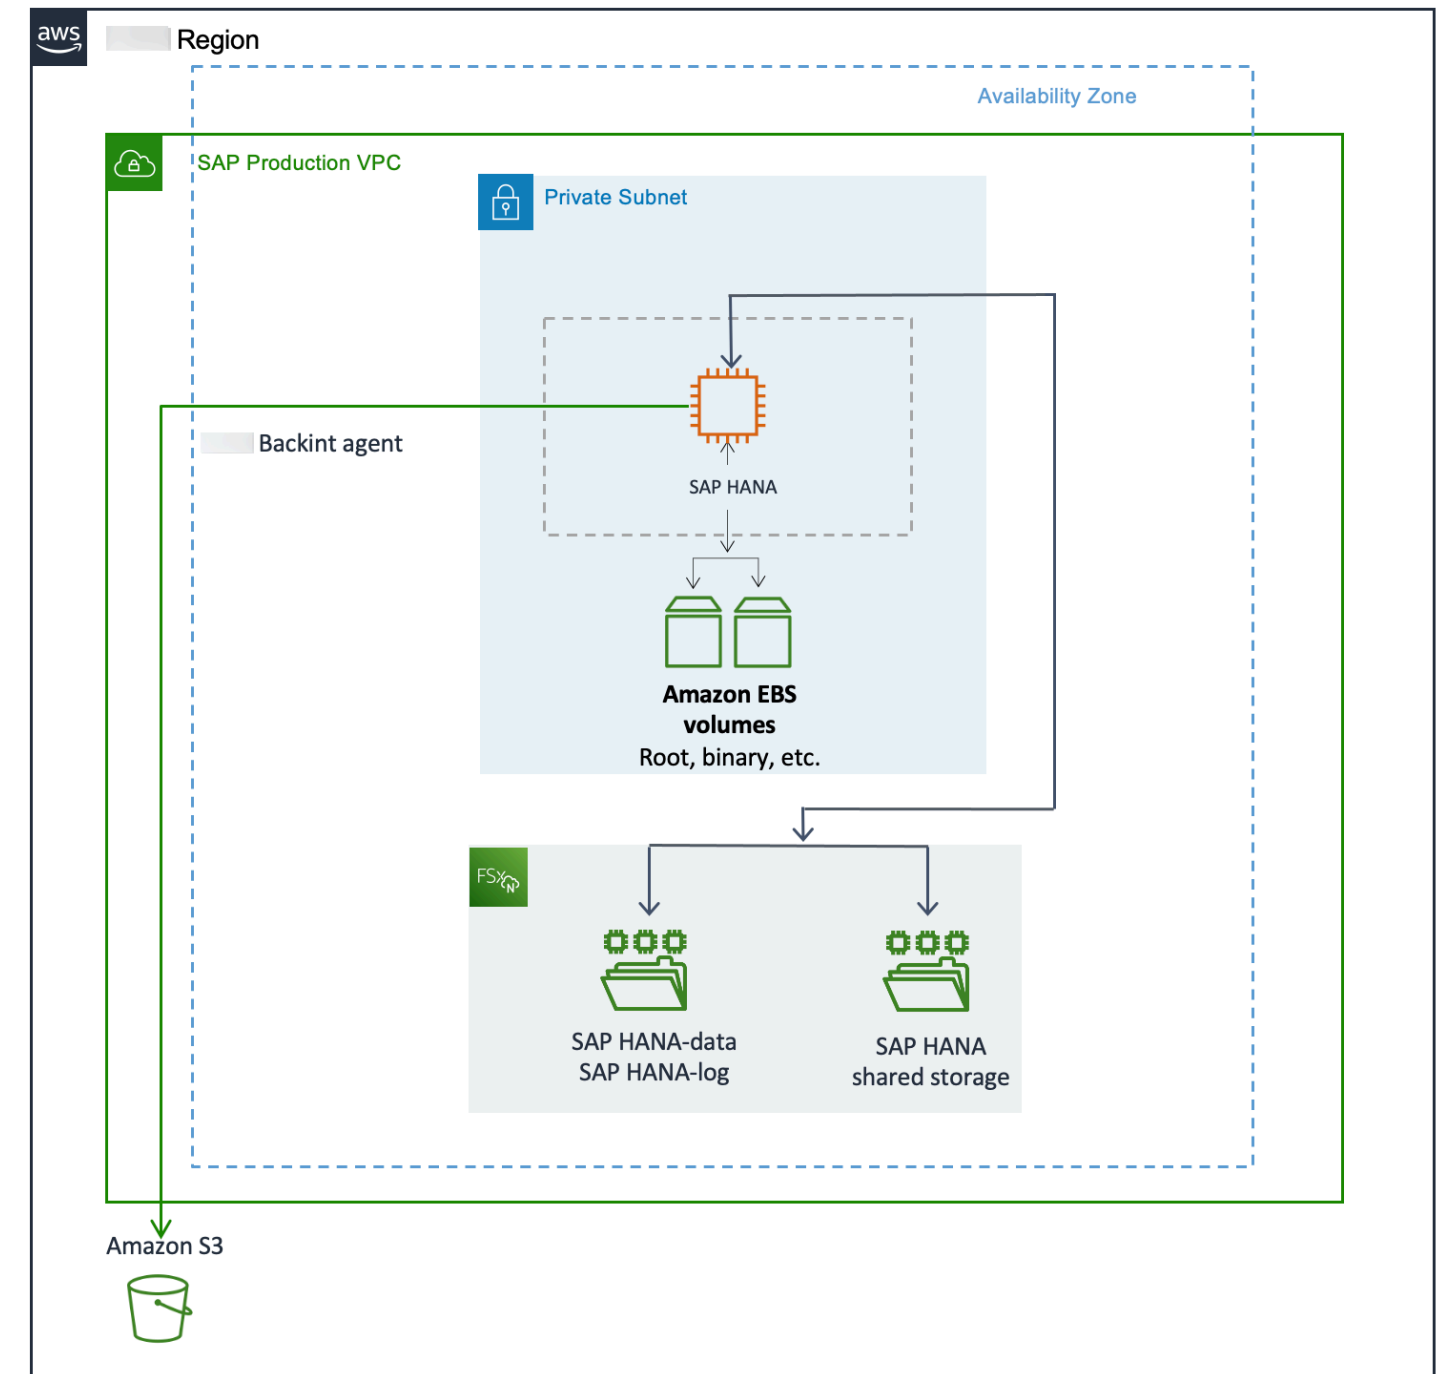 aws
Region
Availability Zone
SAP Production VPC
Private Subnet
Backint agent
SAP HANA
Amazon EBS
volumes
Root, binary, etc.
FSx
N
SAP HANA-data
SAP HANA-log
SAP HANA
shared storage
Amazon S3